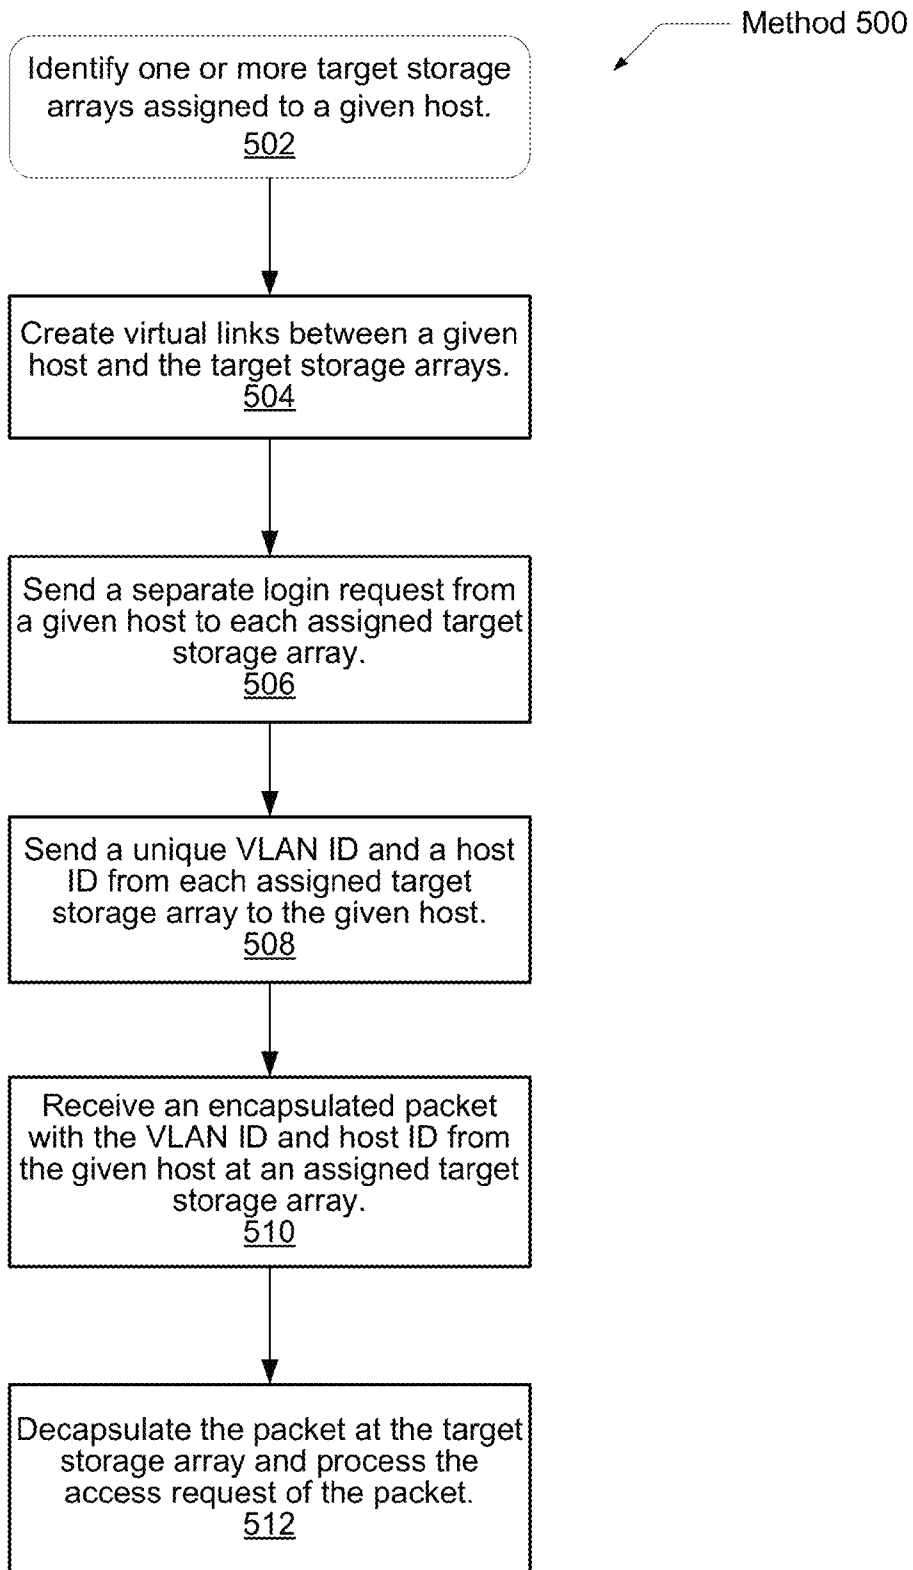 Method 500
Identify one or more target storage
arrays assigned to a given host.
502
Create virtual links between a given
host and the target storage arrays.
504
Send a separate login request from
a given host to each assigned target
storage array.
506
Send a unique VLAN ID and a host
ID from each assigned target
storage array to the given host.
508
Receive an encapsulated packet
with the VLAN ID and host ID from
the given host at an assigned target
storage array.
510
Decapsulate the packet at the target
storage array and process the
access request of the packet.
512